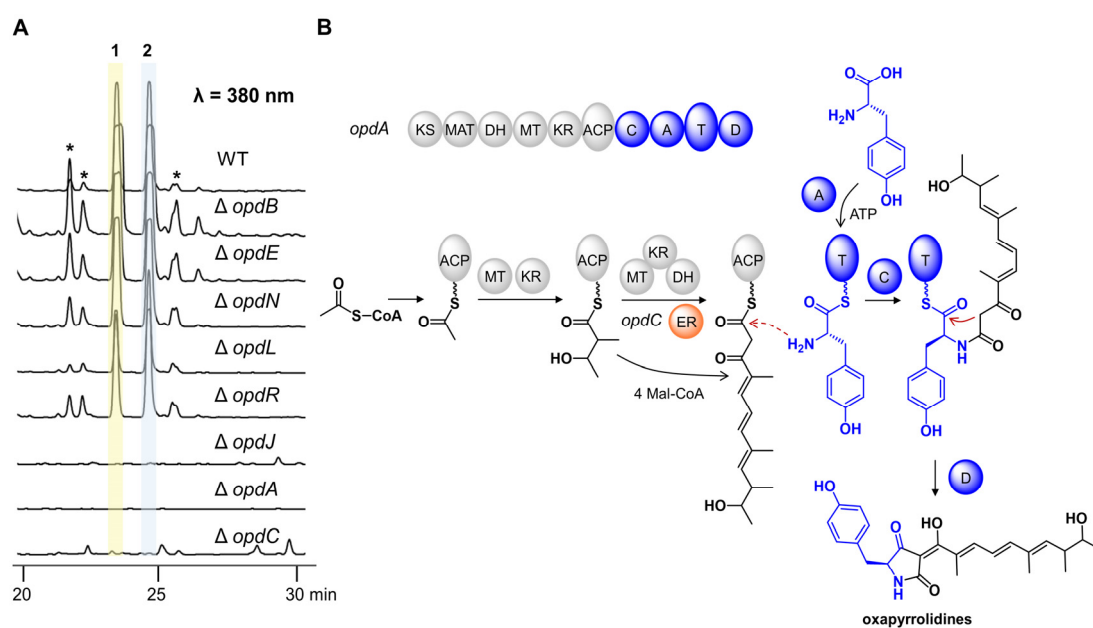 A
1 2
λ = 380 nm
* * *
WT
Δ opdB
Δ opdE
Δ opdN
Δ opdL
Δ opdR
Δ opdJ
Δ opdA
Δ opdC
20 25 30 min
B
opdA KS MAT DH MT KR ACP C A T D
O OH
H₂N
OH
A ATP
O
S–CoA
ACP
S
O
MT KR
ACP
S
O
HO
KR
MT DH
opdC ER
4 Mal-CoA
ACP
S
O
O
HO
T
S
O
H₂N
OH
C
T
S
O
N
H
O
O
HO
OH
D
HO
O
HO
HO
N
H
O
oxapyrrolidines